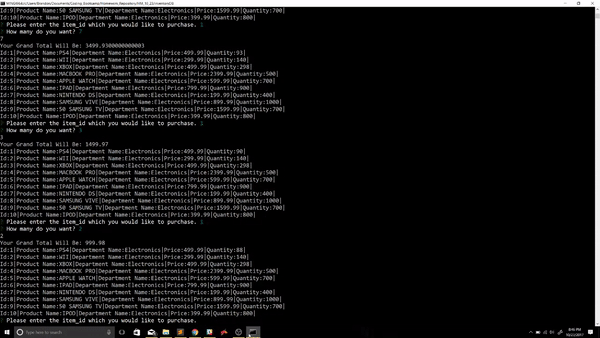 Id:9|Product Name:50 SAMSUNG TV|Department Name:Electronics|Price:1599.99|Quantity:700|
Id:10|Product Name:IPOD|Department Name:Electronics|Price:399.99|Quantity:800|
? Please enter the item_id which you would like to purchase. 1
? How many do you want? 7
7
Your Grand Total Will Be: 3499.9300000000003
Id:1|Product Name:PS4|Department Name:Electronics|Price:499.99|Quantity:93|
Id:2|Product Name:WII|Department Name:Electronics|Price:299.99|Quantity:140|
Id:3|Product Name:XBOX|Department Name:Electronics|Price:499.99|Quantity:298|
Id:4|Product Name:MACBOOK PRO|Department Name:Electronics|Price:2399.99|Quantity:500|
Id:5|Product Name:APPLE WATCH|Department Name:Electronics|Price:599.99|Quantity:700|
Id:6|Product Name:IPAD|Department Name:Electronics|Price:799.99|Quantity:900|
Id:7|Product Name:NINTENDO DS|Department Name:Electronics|Price:199.99|Quantity:400|
Id:8|Product Name:SAMSUNG VIVE|Department Name:Electronics|Price:899.99|Quantity:1000|
Id:9|Product Name:50 SAMSUNG TV|Department Name:Electronics|Price:1599.99|Quantity:700|
Id:10|Product Name:IPOD|Department Name:Electronics|Price:399.99|Quantity:800|
? Please enter the item_id which you would like to purchase. 1
? How many do you want? 3
3
Your Grand Total Will Be: 1499.97
Id:1|Product Name:PS4|Department Name:Electronics|Price:499.99|Quantity:90|
Id:2|Product Name:WII|Department Name:Electronics|Price:299.99|Quantity:140|
Id:3|Product Name:XBOX|Department Name:Electronics|Price:499.99|Quantity:298|
Id:4|Product Name:MACBOOK PRO|Department Name:Electronics|Price:2399.99|Quantity:500|
Id:5|Product Name:APPLE WATCH|Department Name:Electronics|Price:599.99|Quantity:700|
Id:6|Product Name:IPAD|Department Name:Electronics|Price:799.99|Quantity:900|
Id:7|Product Name:NINTENDO DS|Department Name:Electronics|Price:199.99|Quantity:400|
Id:8|Product Name:SAMSUNG VIVE|Department Name:Electronics|Price:899.99|Quantity:1000|
Id:9|Product Name:50 SAMSUNG TV|Department Name:Electronics|Price:1599.99|Quantity:700|
Id:10|Product Name:IPOD|Department Name:Electronics|Price:399.99|Quantity:800|
? Please enter the item_id which you would like to purchase. 1
? How many do you want? 2
2
Your Grand Total Will Be: 999.98
Id:1|Product Name:PS4|Department Name:Electronics|Price:499.99|Quantity:88|
Id:2|Product Name:WII|Department Name:Electronics|Price:299.99|Quantity:140|
Id:3|Product Name:XBOX|Department Name:Electronics|Price:499.99|Quantity:298|
Id:4|Product Name:MACBOOK PRO|Department Name:Electronics|Price:2399.99|Quantity:500|
Id:5|Product Name:APPLE WATCH|Department Name:Electronics|Price:599.99|Quantity:700|
Id:6|Product Name:IPAD|Department Name:Electronics|Price:799.99|Quantity:900|
Id:7|Product Name:NINTENDO DS|Department Name:Electronics|Price:199.99|Quantity:400|
Id:8|Product Name:SAMSUNG VIVE|Department Name:Electronics|Price:899.99|Quantity:1000|
Id:9|Product Name:50 SAMSUNG TV|Department Name:Electronics|Price:1599.99|Quantity:700|
Id:10|Product Name:IPOD|Department Name:Electronics|Price:399.99|Quantity:800|
? Please enter the item_id which you would like to purchase.
Type here to search
10/22/2017